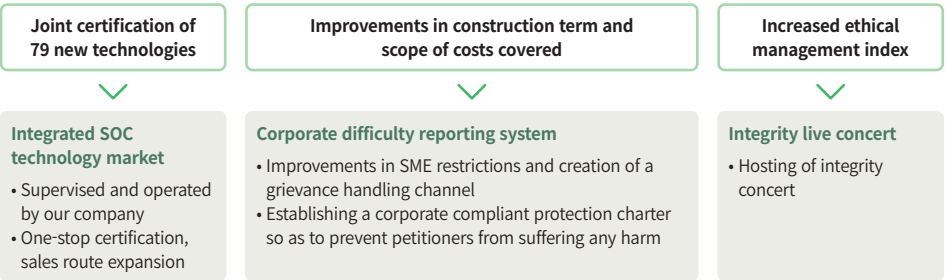 Joint certification of
79 new technologies
Improvements in construction term and
scope of costs covered
Increased ethical
management index
Integrated SOC
technology market
• Supervised and operated
by our company
• One-stop certification,
sales route expansion
Corporate difficulty reporting system
• Improvements in SME restrictions and creation of a
grievance handling channel
• Establishing a corporate compliant protection charter
so as to prevent petitioners from suffering any harm
Integrity live concert
• Hosting of integrity
concert